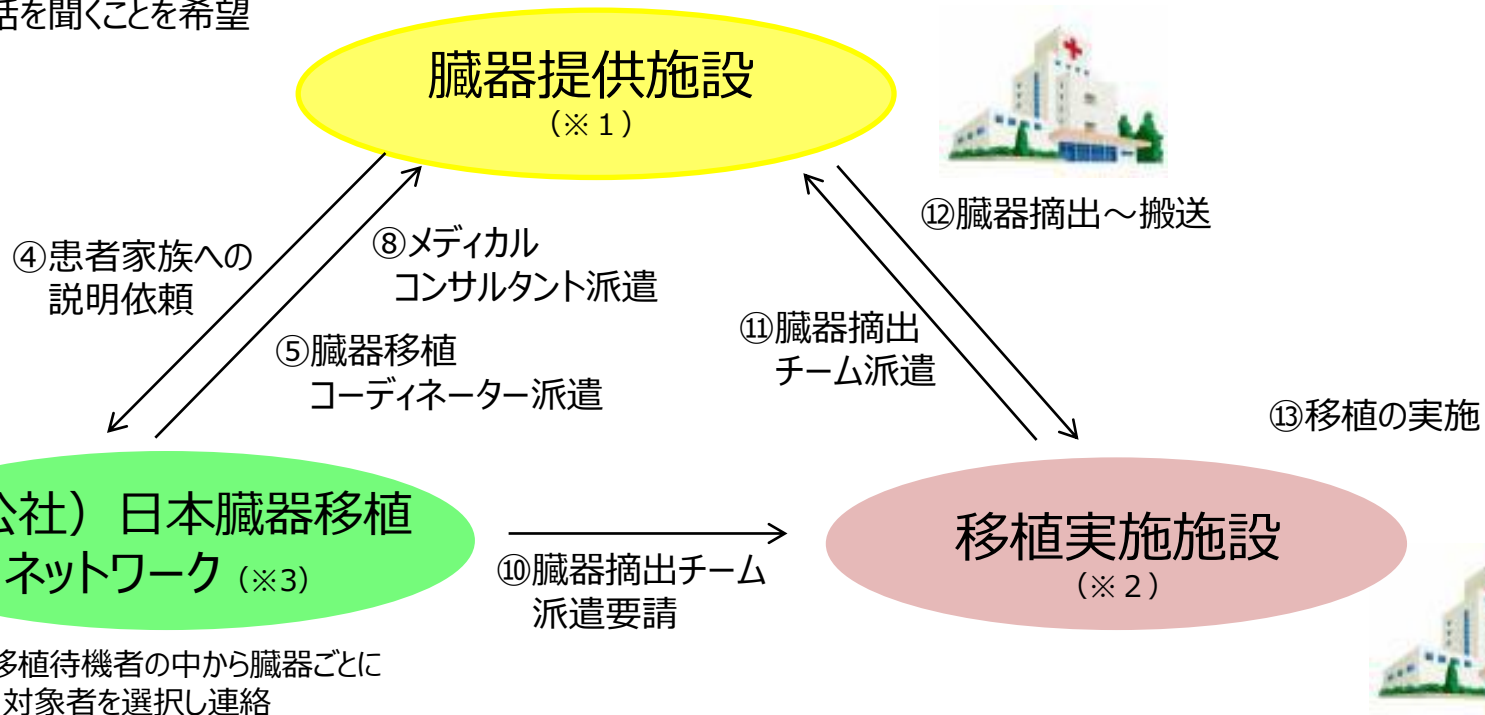 話を聞くことを希望
臓器提供施設
（※１）
⑫臓器摘出～搬送
④患者家族への
説明依頼
⑧メディカル
コンサルタント派遣
⑤臓器移植
コーディネーター派遣
⑪臓器摘出
チーム派遣
⑬移植の実施
公社）日本臓器移植
ネットワーク（※3）
⑩臓器摘出チーム
派遣要請
移植実施施設
（※２）
移植待機者の中から臓器ごとに
対象者を選択し連絡